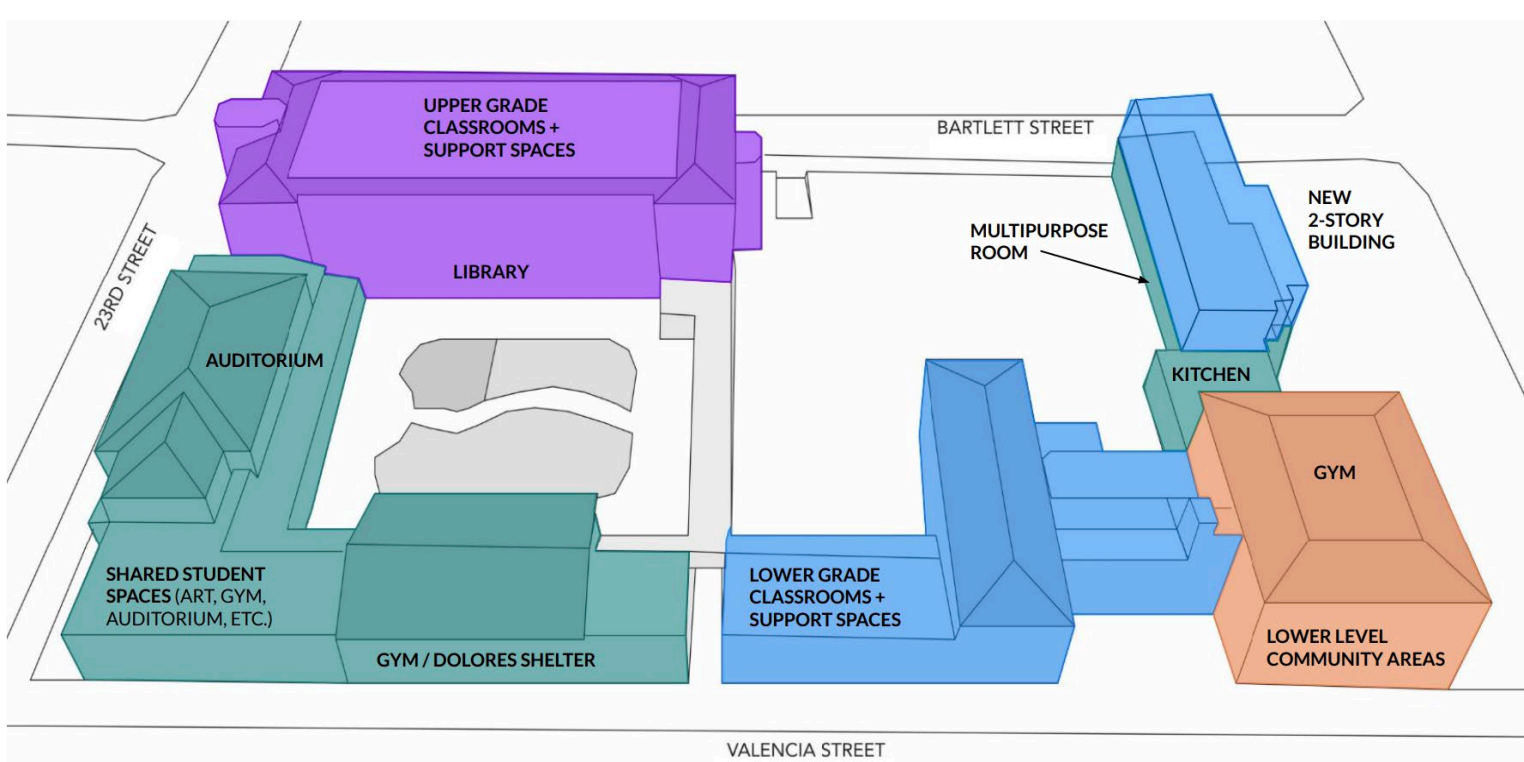 UPPER GRADE
CLASSROOMS +
SUPPORT SPACES
BARTLETT STREET
NEW
2-STORY
BUILDING
MULTIPURPOSE
ROOM
LIBRARY
23RD STREET
AUDITORIUM
KITCHEN
GYM
SHARED STUDENT
SPACES (ART, GYM,
AUDITORIUM, ETC.)
LOWER GRADE
CLASSROOMS +
SUPPORT SPACES
LOWER LEVEL
COMMUNITY AREAS
GYM / DOLORES SHELTER
VALENCIA STREET